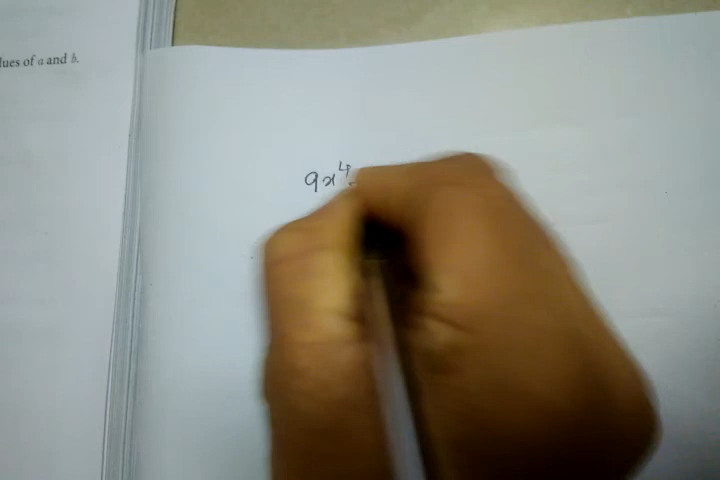 lues of a and b.
9x⁴